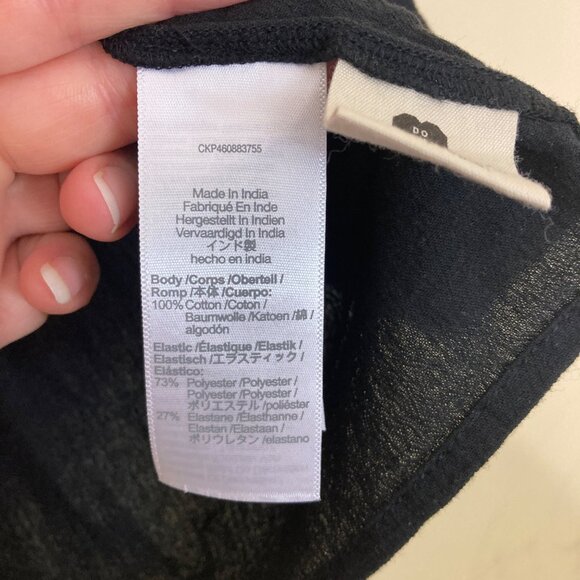 CKP460883755
Made In India
Fabriqué En Inde
Hergestellt In Indien
Vervaardigd In India
インド製
hecho en india
Body /Corps /Obertell /
Romp /本体 /Cuerpo:
100% Cotton /Coton /
Baumwolle /Katoen /綿 /
algodón
Elastic /Élastique /Elastik /
Elastisch /エラスティック /
Elástico:
73% Polyester /Polyester /
Polyester /Polyester /
ポリエステル /poliéster
27% Elastane /Élasthanne /
Elastan /Elastaan /
ポリウレタン /elastano
DO